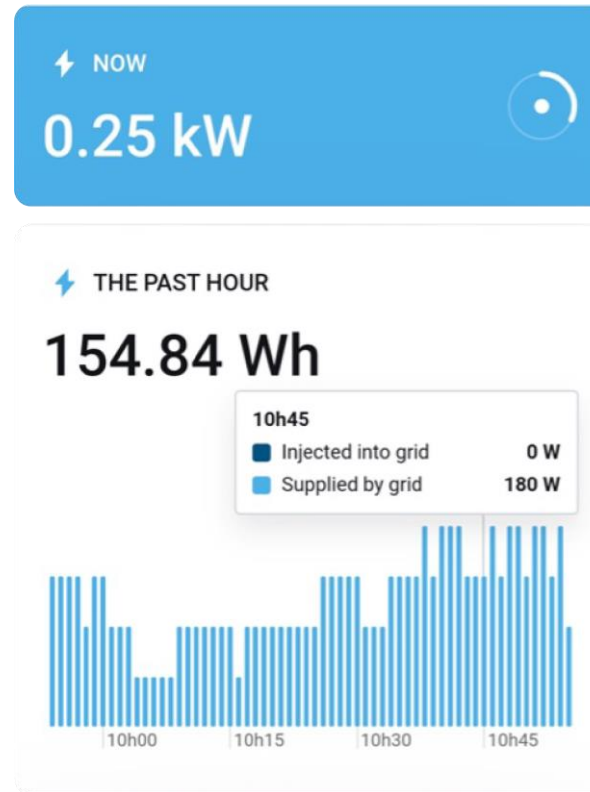 NOW
0.25 kW
THE PAST HOUR
154.84 Wh
10h45
Injected into grid 0 W
Supplied by grid 180 W
10h00 10h15 10h30 10h45